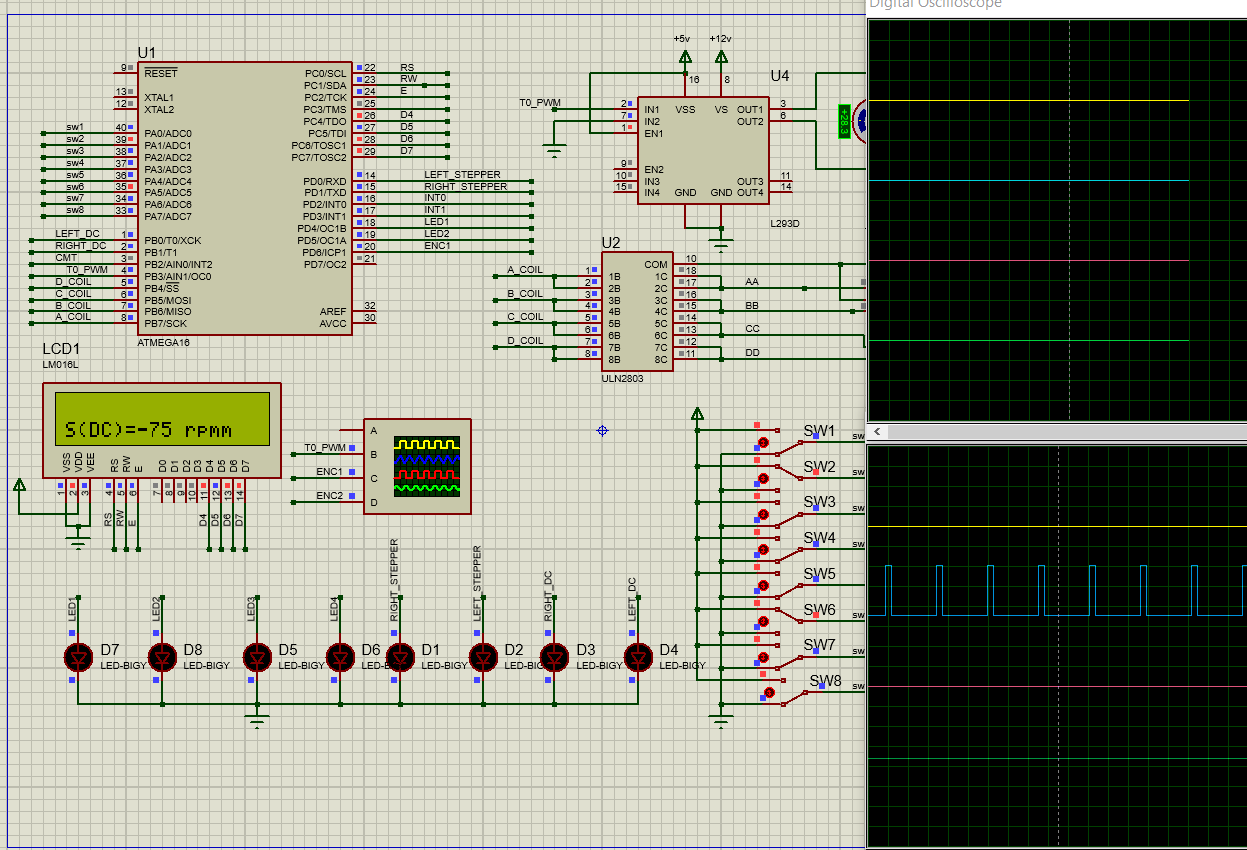 Digital Oscilloscope
U1
9 RESET
13 XTAL1
12 XTAL2
sw1 40 PA0/ADC0
sw2 39 PA1/ADC1
sw3 38 PA2/ADC2
sw4 37 PA3/ADC3
sw5 36 PA4/ADC4
sw6 35 PA5/ADC5
sw7 34 PA6/ADC6
sw8 33 PA7/ADC7
LEFT_DC 1 PB0/T0/XCK
RIGHT_DC 2 PB1/T1
CMT 3 PB2/AIN0/INT2
T0_PWM 4 PB3/AIN1/OC0
D_COIL 5 PB4/SS
C_COIL 6 PB5/MOSI
B_COIL 7 PB6/MISO
A_COIL 8 PB7/SCK
PC0/SCL 22 RS
PC1/SDA 23 RW
PC2/TCK 24 E
PC3/TMS 25
PC4/TDO 26 D4
PC5/TDI 27 D5
PC6/TOSC1 28 D6
PC7/TOSC2 29 D7
PD0/RXD 14 LEFT_STEPPER
PD1/TXD 15 RIGHT_STEPPER
PD2/INT0 16 INT0
PD3/INT1 17 INT1
PD4/OC1B 18 LED1
PD5/OC1A 19 LED2
PD6/ICP1 20 ENC1
PD7/OC2 21
AREF 32
AVCC 30
ATMEGA16
+5v +12v
U4
16 8
T0_PWM 2 IN1 VSS VS OUT1 3
7 IN2 OUT2 6
1 EN1
9 EN2
10 IN3 OUT3 11
15 IN4 GND GND OUT4 14
L293D
+28.3
U2
COM 10
A_COIL 1 1B 1C 18
2 2B 2C 17 AA
B_COIL 3 3B 3C 16
4 4B 4C 15 BB
C_COIL 5 5B 5C 14
6 6B 6C 13 CC
D_COIL 7 7B 7C 12
8 8B 8C 11 DD
ULN2803
LCD1
LM016L
S(DC)=-75 rpmm
VSS VDD VEE RS RW E D0 D1 D2 D3 D4 D5 D6 D7
1 2 3 4 5 6 7 8 9 10 11 12 13 14
RS RW E D4 D5 D6 D7
A
T0_PWM B
ENC1 C
ENC2 D
LED1 LED2 LED3 LED4 RIGHT_STEPPER LEFT_STEPPER RIGHT_DC LEFT_DC
D7 D8 D5 D6 D1 D2 D3 D4
LED-BIGY LED-BIGY LED-BIGY LED-B LED-BIGY LED-BIG LED-BIGY LED-BIGY
SW1 sw
SW2 sw
SW3 sw
SW4 sw
SW5
SW6 sw
SW7 sw
SW8 sw